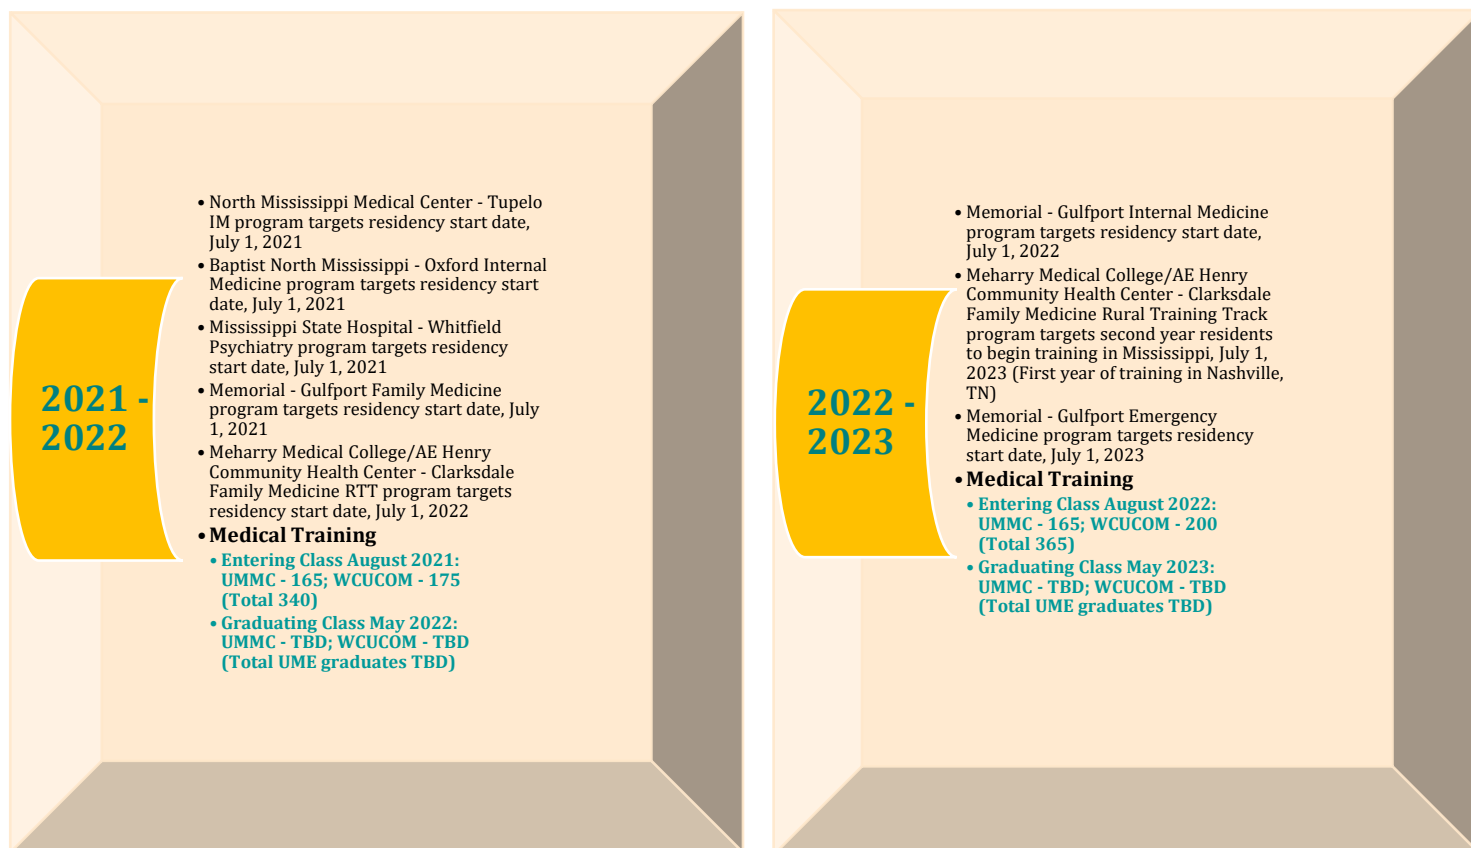 2021 -
2022
• North Mississippi Medical Center - Tupelo
IM program targets residency start date,
July 1, 2021
• Baptist North Mississippi - Oxford Internal
Medicine program targets residency start
date, July 1, 2021
• Mississippi State Hospital - Whitfield
Psychiatry program targets residency
start date, July 1, 2021
• Memorial - Gulfport Family Medicine
program targets residency start date, July
1, 2021
• Meharry Medical College/AE Henry
Community Health Center - Clarksdale
Family Medicine RTT program targets
residency start date, July 1, 2022
• Medical Training
• Entering Class August 2021:
UMMC - 165; WCUCOM - 175
(Total 340)
• Graduating Class May 2022:
UMMC - TBD; WCUCOM - TBD
(Total UME graduates TBD)
2022 -
2023
• Memorial - Gulfport Internal Medicine
program targets residency start date,
July 1, 2022
• Meharry Medical College/AE Henry
Community Health Center - Clarksdale
Family Medicine Rural Training Track
program targets second year residents
to begin training in Mississippi, July 1,
2023 (First year of training in Nashville,
TN)
• Memorial - Gulfport Emergency
Medicine program targets residency
start date, July 1, 2023
• Medical Training
• Entering Class August 2022:
UMMC - 165; WCUCOM - 200
(Total 365)
• Graduating Class May 2023:
UMMC - TBD; WCUCOM - TBD
(Total UME graduates TBD)